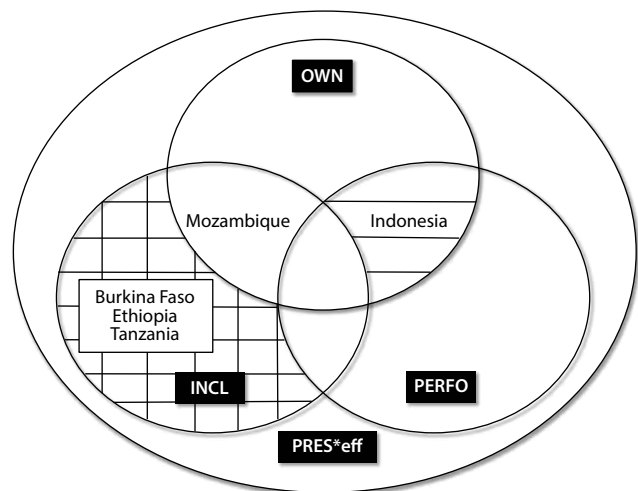 OWN
Mozambique
Indonesia
Burkina Faso
Ethiopia
Tanzania
INCL
PERFO
PRES*eff